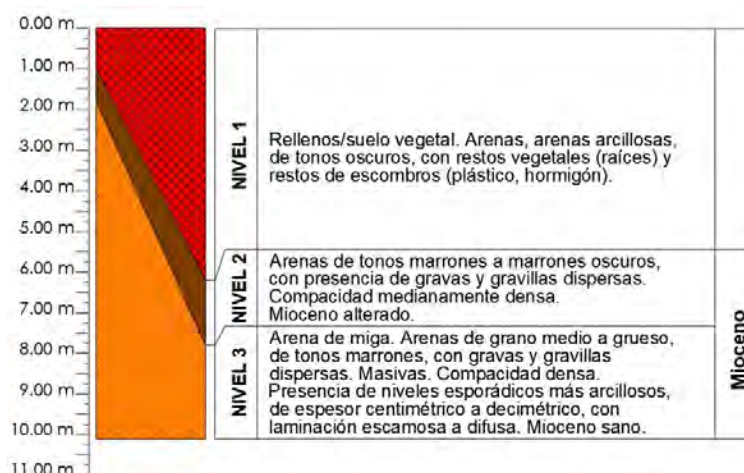 0.00 m
1.00 m
2.00 m
3.00 m
4.00 m
5.00 m
6.00 m
7.00 m
8.00 m
9.00 m
10.00 m
11.00 m
NIVEL 1
Rellenos/suelo vegetal. Arenas, arenas arcillosas,
de tonos oscuros, con restos vegetales (raíces) y
restos de escombros (plástico, hormigón).
NIVEL 2
Arenas de tonos marrones a marrones oscuros,
con presencia de gravas y gravillas dispersas.
Compacidad medianamente densa.
Mioceno alterado.
NIVEL 3
Arena de miga. Arenas de grano medio a grueso,
de tonos marrones, con gravas y gravillas
dispersas. Masivas. Compacidad densa.
Presencia de niveles esporádicos más arcillosos,
de espesor centimétrico a decimétrico, con
laminación escamosa a difusa. Mioceno sano.
Mioceno